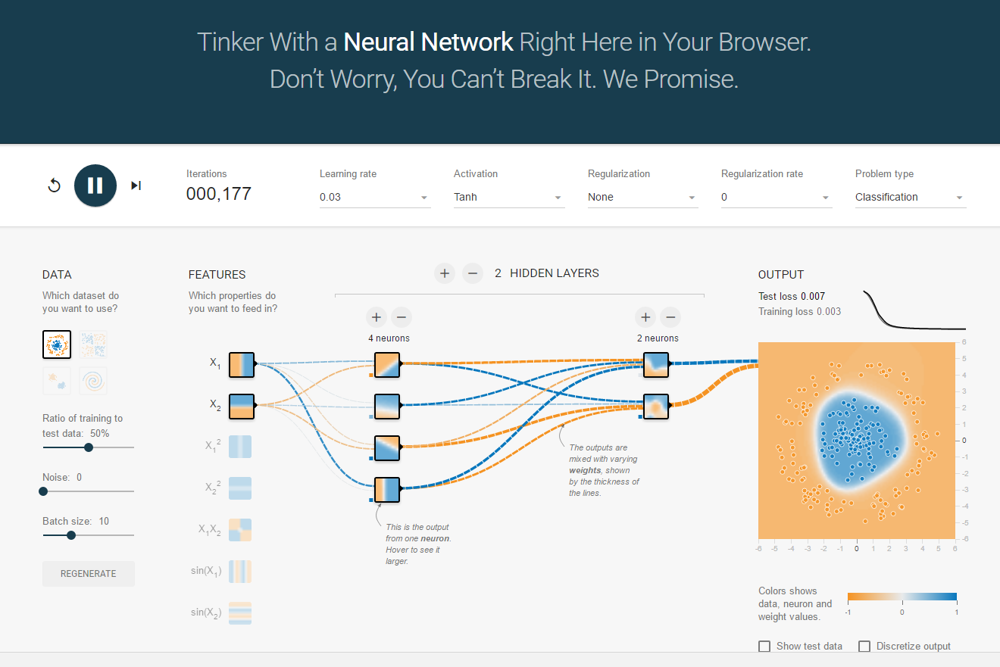 Tinker With a Neural Network Right Here in Your Browser.
Don't Worry, You Can't Break It. We Promise.
Iterations
000,177
Learning rate
0.03
Activation
Tanh
Regularization
None
Regularization rate
0
Problem type
Classification
DATA
Which dataset do
you want to use?
Ratio of training to
test data: 50%
Noise: 0
Batch size: 10
REGENERATE
FEATURES
Which properties do
you want to feed in?
X1
X2
X1²
X2²
X1X2
sin(X1)
sin(X2)
+ − 2 HIDDEN LAYERS
+ −
4 neurons
+ −
2 neurons
This is the output
from one neuron.
Hover to see it
larger.
The outputs are
mixed with varying
weights, shown
by the thickness of
the lines.
OUTPUT
Test loss 0.007
Training loss 0.003
6
5
4
3
2
1
0
-1
-2
-3
-4
-5
-6
-6 -5 -4 -3 -2 -1 0 1 2 3 4 5 6
Colors shows
data, neuron and
weight values.
-1 0 1
Show test data
Discretize output